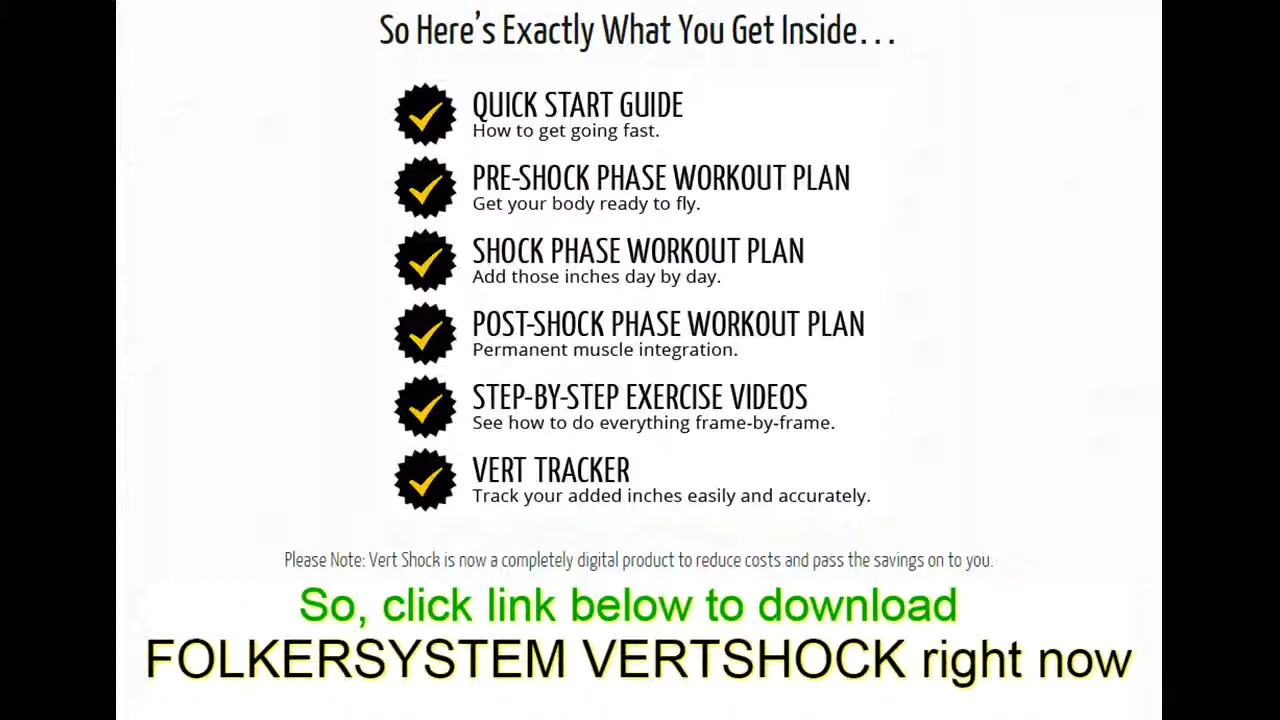 So Here's Exactly What You Get Inside...
QUICK START GUIDE
How to get going fast.
PRE-SHOCK PHASE WORKOUT PLAN
Get your body ready to fly.
SHOCK PHASE WORKOUT PLAN
Add those inches day by day.
POST-SHOCK PHASE WORKOUT PLAN
Permanent muscle integration.
STEP-BY-STEP EXERCISE VIDEOS
See how to do everything frame-by-frame.
VERT TRACKER
Track your added inches easily and accurately.
Please Note: Vert Shock is now a completely digital product to reduce costs and pass the savings on to you.
So, click link below to download
FOLKERSYSTEM VERTSHOCK right now